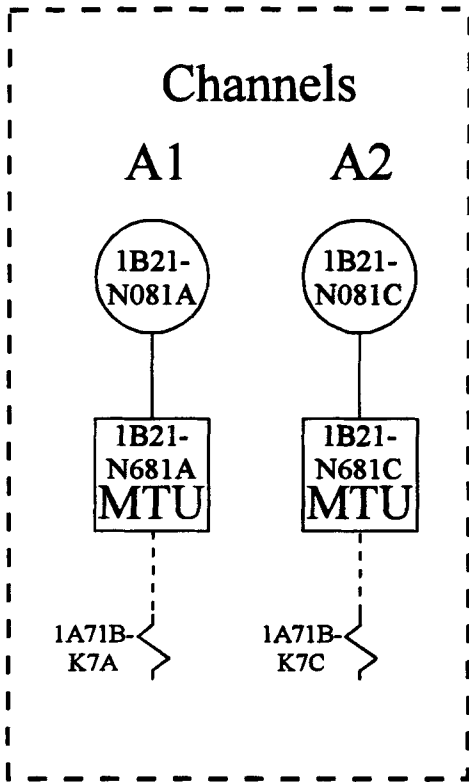 Channels
A1
A2
1B21-
N081A
1B21-
N081C
1B21-
N681A
MTU
1B21-
N681C
MTU
1A71B-
K7A
1A71B-
K7C